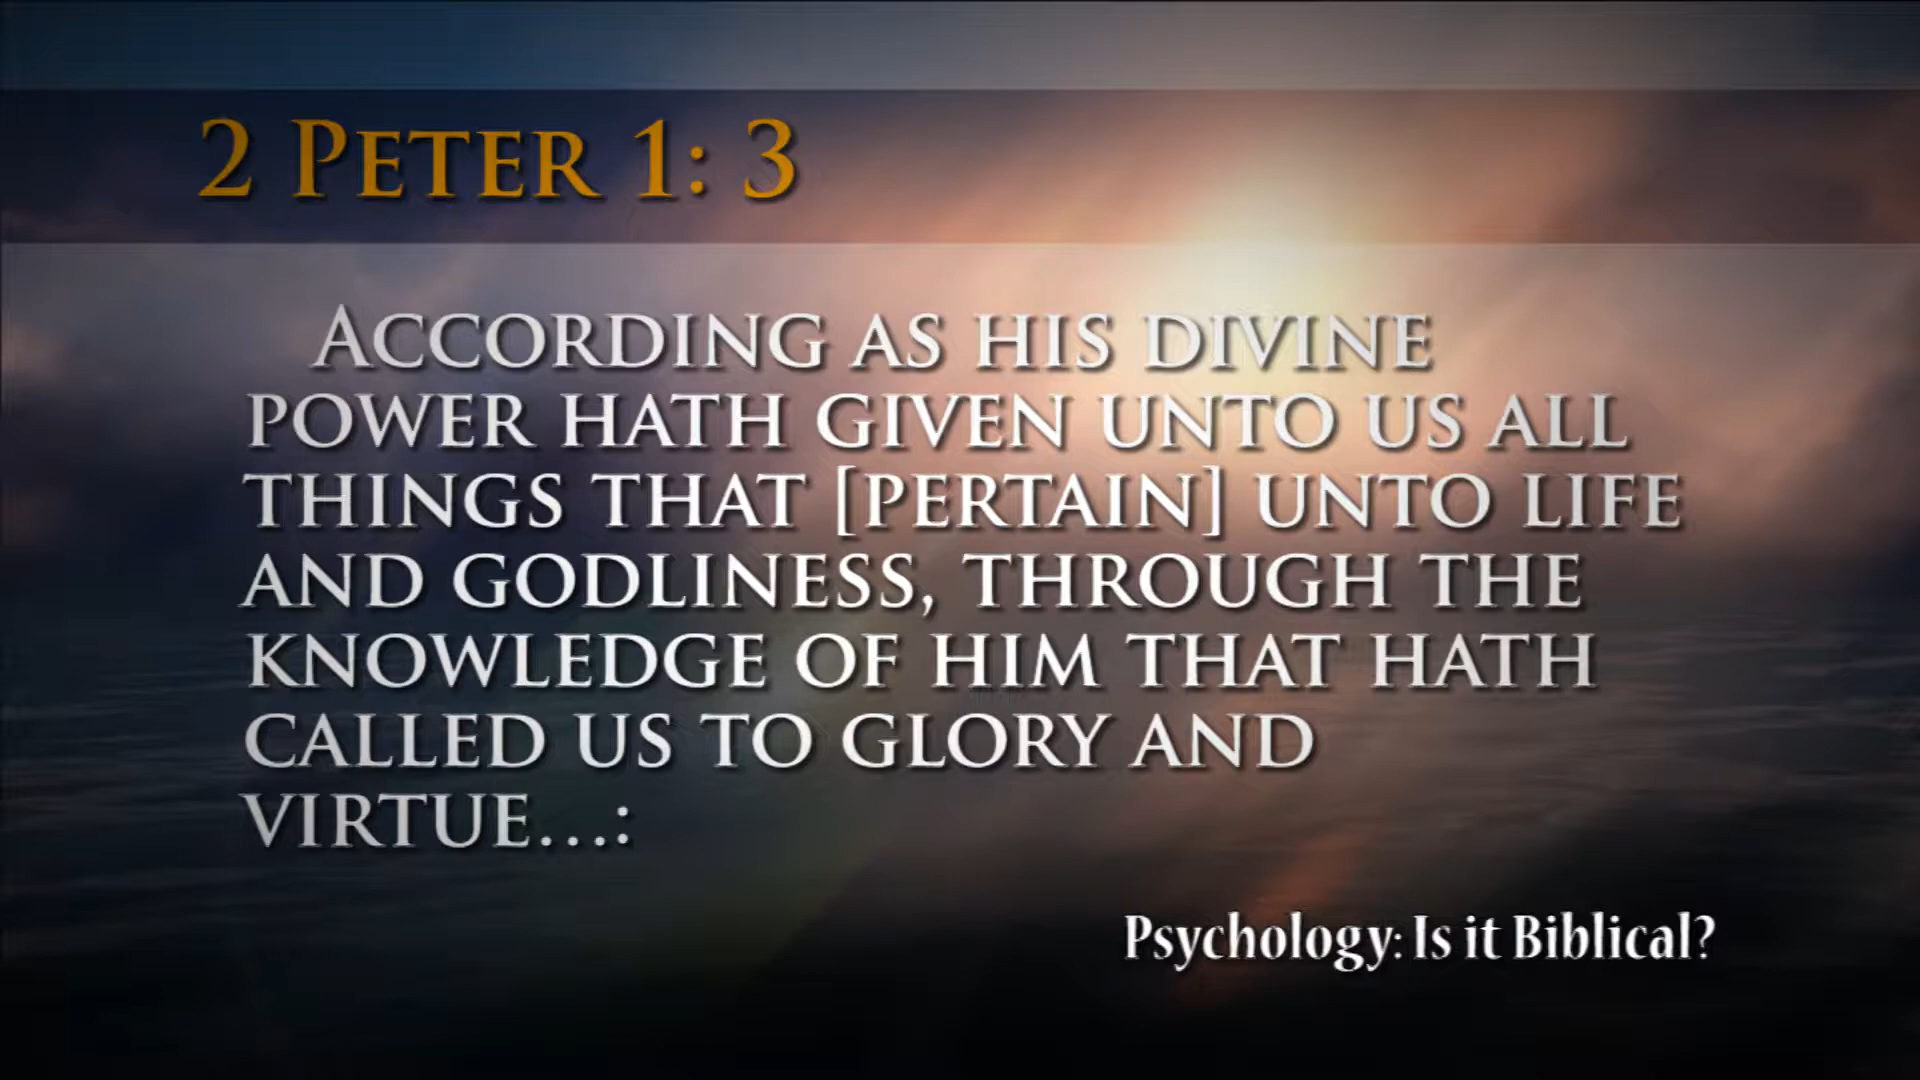 2 Peter 1: 3
According as his divine
power hath given unto us all
things that [pertain] unto life
and godliness, through the
knowledge of him that hath
called us to glory and
virtue...:
Psychology: Is it Biblical?